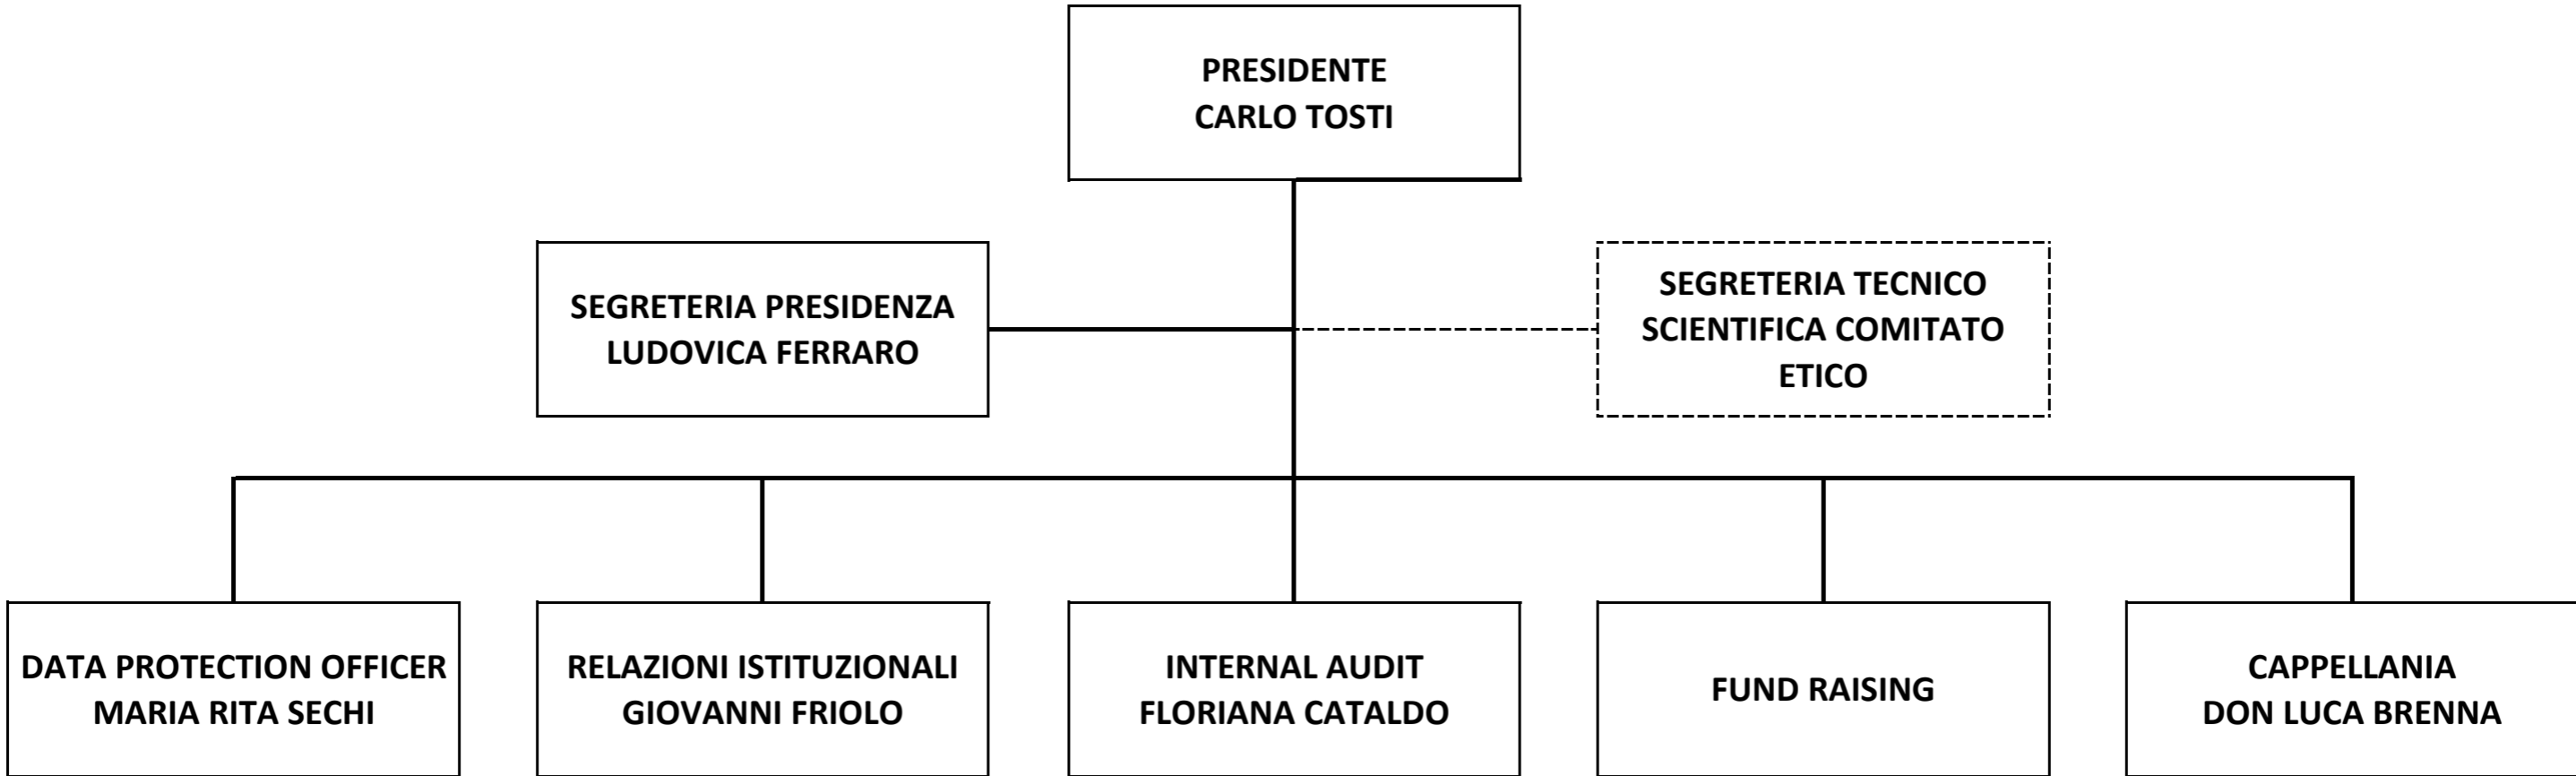 PRESIDENTE
CARLO TOSTI
SEGRETERIA PRESIDENZA
LUDOVICA FERRARO
SEGRETERIA TECNICO
SCIENTIFICA COMITATO
ETICO
DATA PROTECTION OFFICER
MARIA RITA SECHI
RELAZIONI ISTITUZIONALI
GIOVANNI FRIOLO
INTERNAL AUDIT
FLORIANA CATALDO
FUND RAISING
CAPPELLANIA
DON LUCA BRENNA